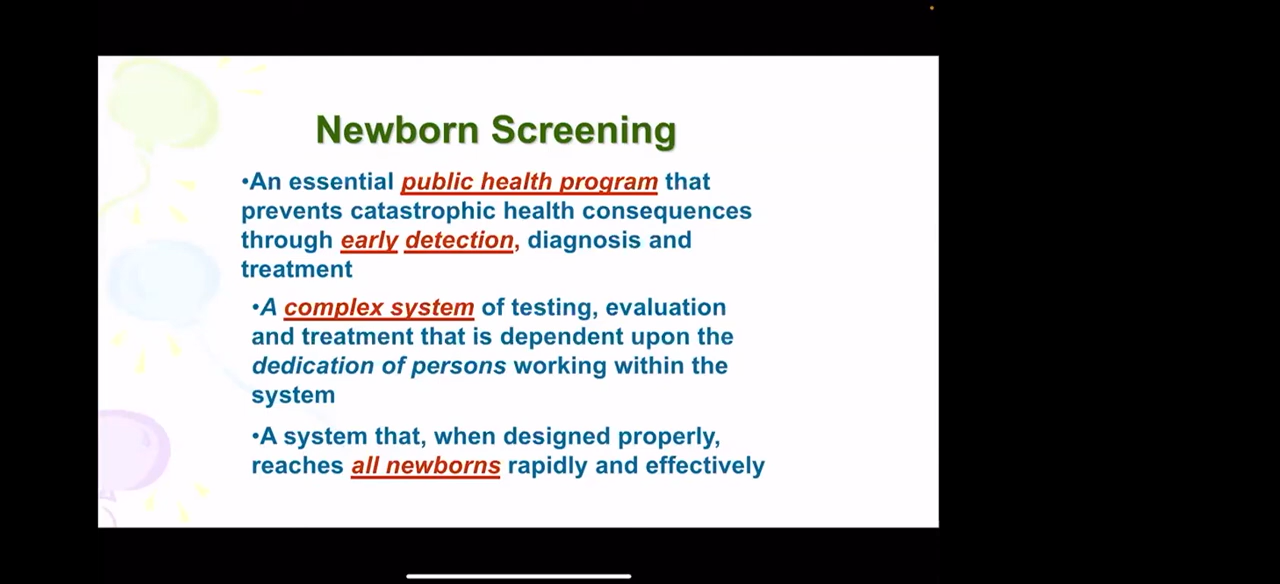 Newborn Screening
•An essential public health program that
prevents catastrophic health consequences
through early detection, diagnosis and
treatment
•A complex system of testing, evaluation
and treatment that is dependent upon the
dedication of persons working within the
system
•A system that, when designed properly,
reaches all newborns rapidly and effectively